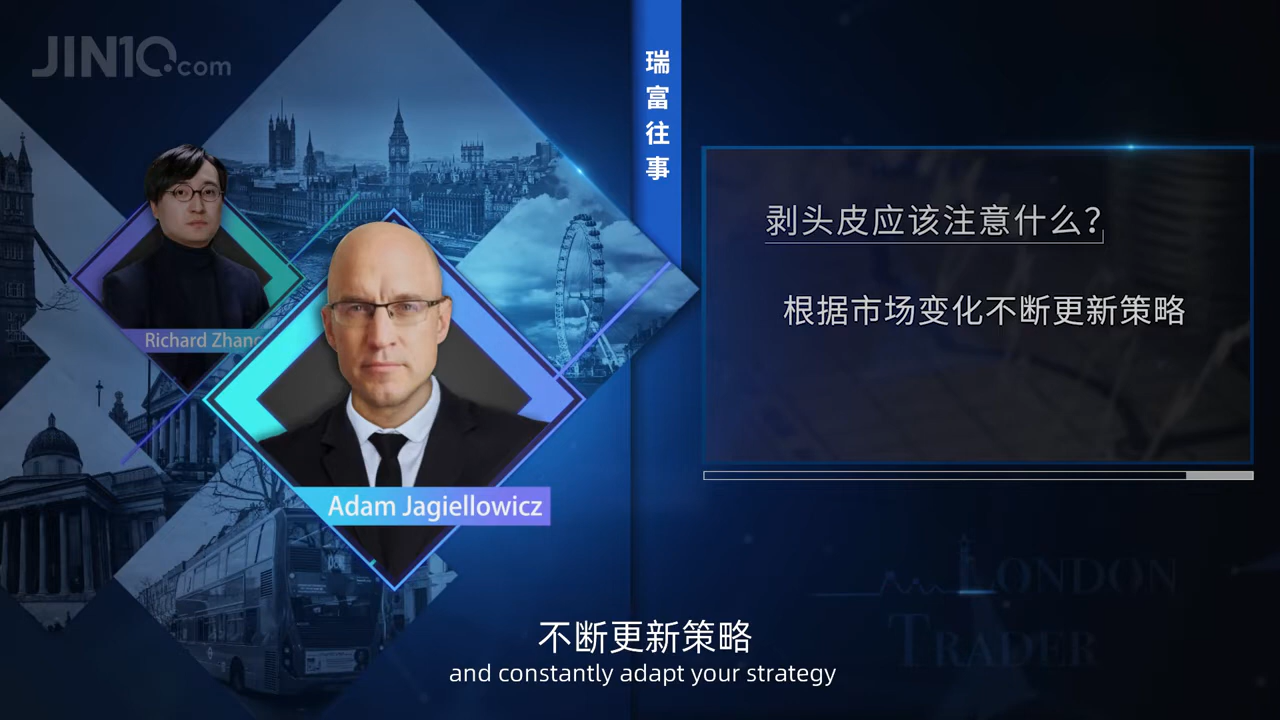 JIN10.com
瑞富往事
Richard Zhang
Adam Jagiellowicz
剥头皮应该注意什么？
根据市场变化不断更新策略
LONDON
TRADER
不断更新策略
and constantly adapt your strategy